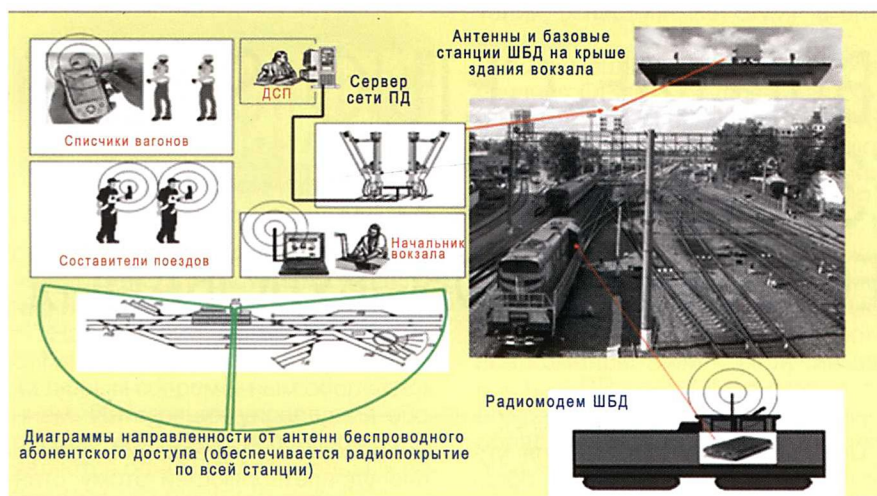 Списчики вагонов
ДСП
Сервер
сети ПД
Антенны и базовые
станции ШБД на крыше
здания вокзала
Составители поездов
Начальник
вокзала
Диаграммы направленности от антенн беспроводного
абонентского доступа (обеспечивается радиопокрытие
по всей станции)
Радиомодем ШБД